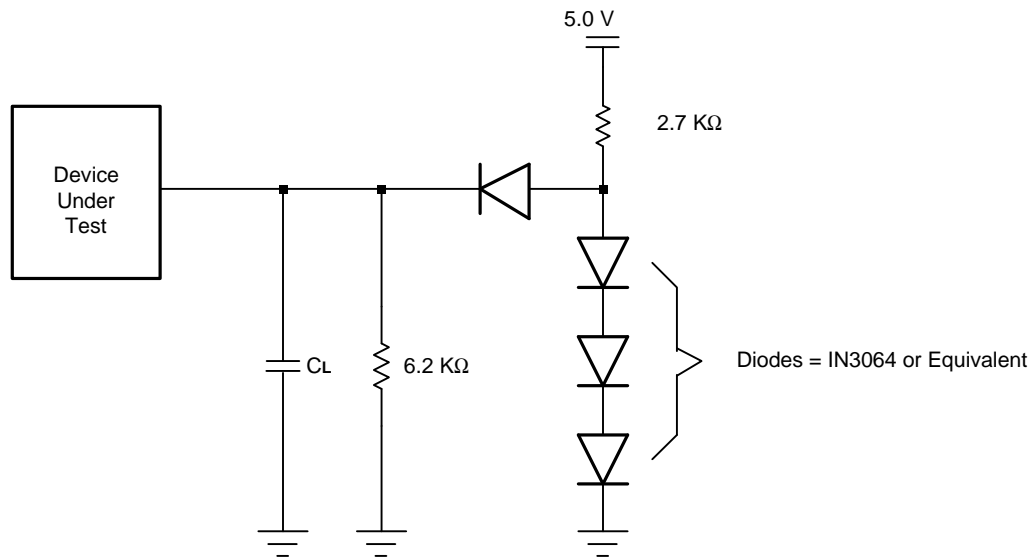 5.0 V
2.7 KΩ
Device
Under
Test
CL
6.2 KΩ
Diodes = IN3064 or Equivalent